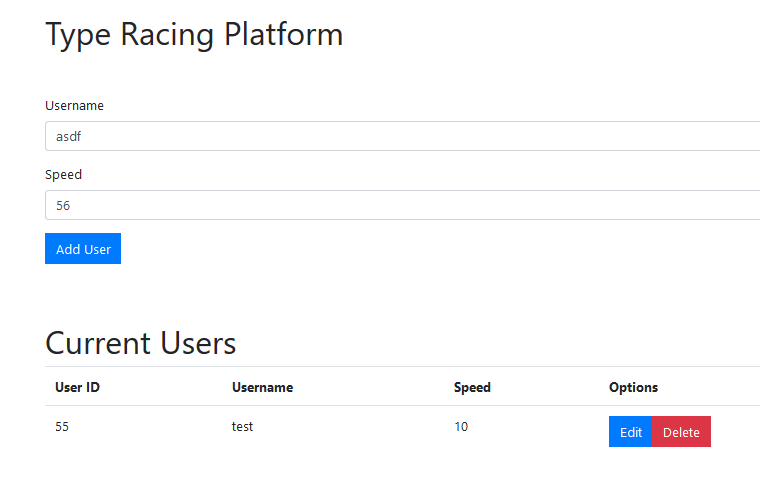 Type Racing Platform
Username
asdf
Speed
56
Add User
Current Users
User ID Username Speed Options
55 test 10 Edit Delete